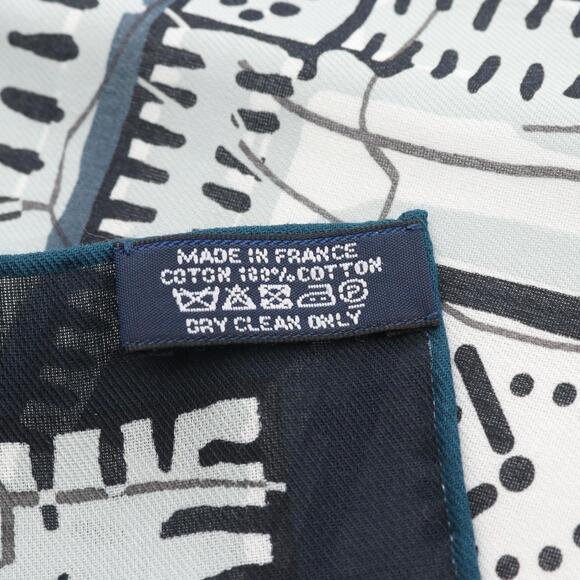 MADE IN FRANCE
COTON 100% COTTON
P
DRY CLEAN ONLY